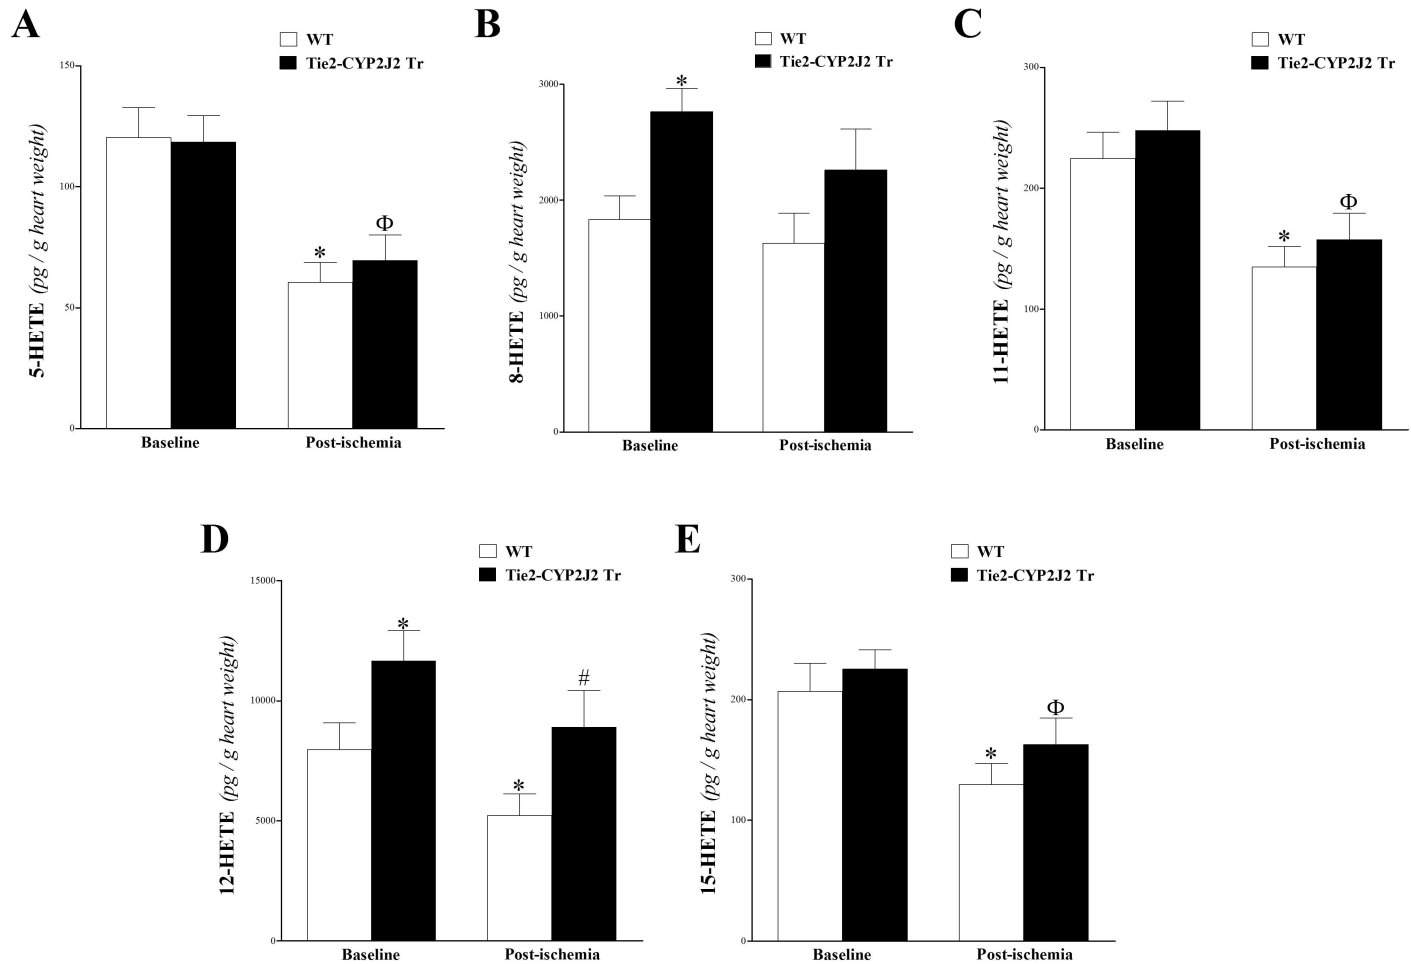 A
WT
Tie2-CYP2J2 Tr
5-HETE (pg / g heart weight)
150
100
50
0
*
Φ
Baseline
Post-ischemia
B
WT
Tie2-CYP2J2 Tr
8-HETE (pg / g heart weight)
3000
2000
1000
0
*
Baseline
Post-ischemia
C
WT
Tie2-CYP2J2 Tr
11-HETE (pg / g heart weight)
300
200
100
0
*
Φ
Baseline
Post-ischemia
D
WT
Tie2-CYP2J2 Tr
12-HETE (pg / g heart weight)
15000
10000
5000
0
*
*
#
Baseline
Post-ischemia
E
WT
Tie2-CYP2J2 Tr
15-HETE (pg / g heart weight)
300
200
100
0
*
Φ
Baseline
Post-ischemia